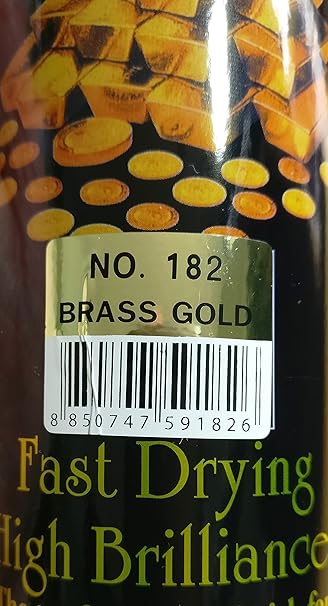 NO. 182
BRASS GOLD
8 850747 591826
Fast Drying
High Brilliance